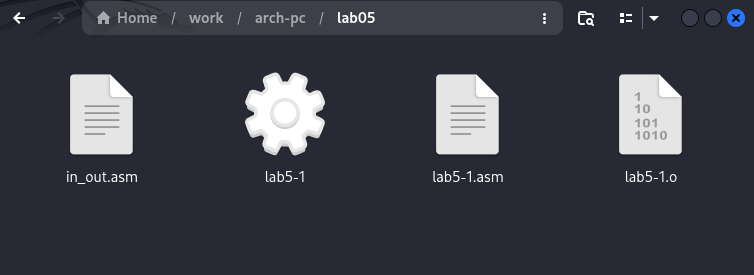 Home / work / arch-pc / lab05
1
10
101
1010
in_out.asm lab5-1 lab5-1.asm lab5-1.o